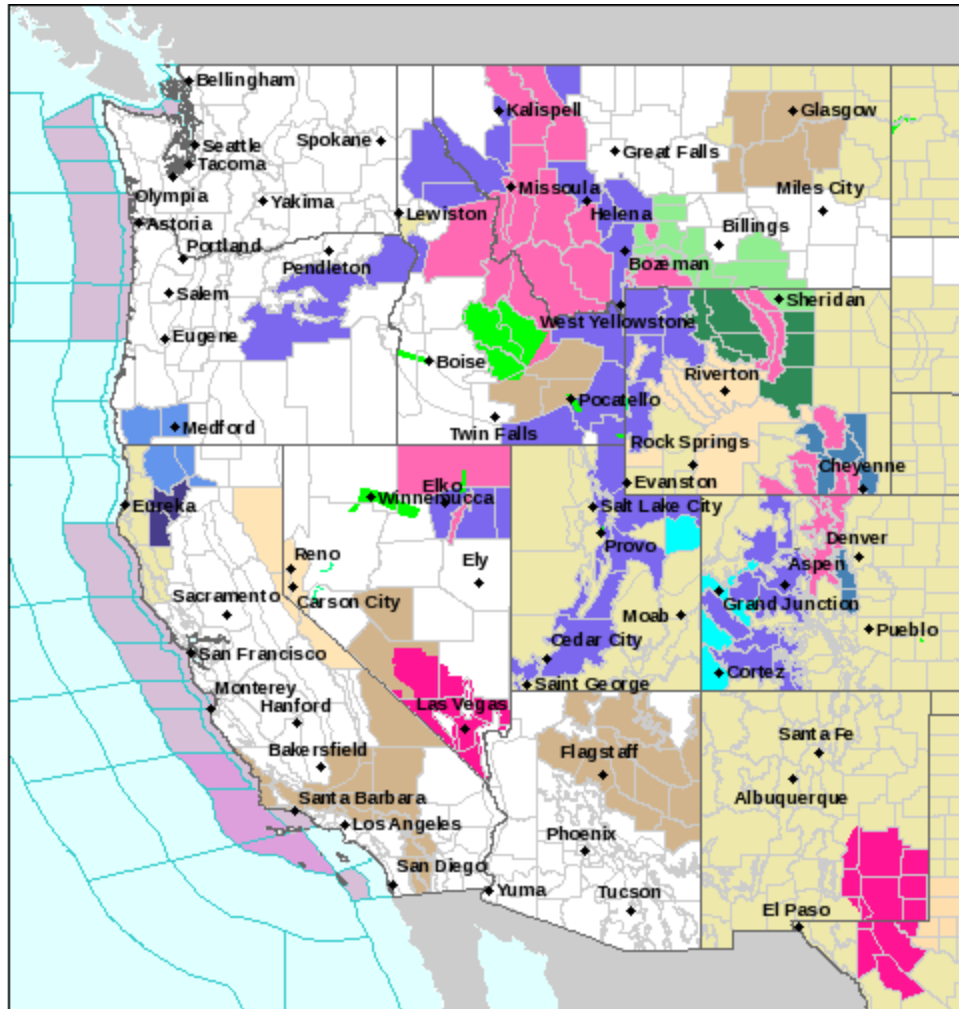 Bellingham
Kalispell
Glasgow
Seattle
Spokane
Great Falls
Tacoma
Olympia
Missoula
Miles City
Yakima
Lewiston
Helena
Astoria
Billings
Portland
Pendleton
Bozeman
Salem
Sheridan
West Yellowstone
Eugene
Boise
Riverton
Pocatello
Medford
Twin Falls
Rock Springs
Cheyenne
Elko
Evanston
Eureka
Winnemucca
Salt Lake City
Denver
Provo
Reno
Ely
Aspen
Sacramento
Carson City
Grand Junction
Moab
Pueblo
Cedar City
San Francisco
Cortez
Saint George
Monterey
Hanford
Las Vegas
Santa Fe
Bakersfield
Flagstaff
Albuquerque
Santa Barbara
Los Angeles
Phoenix
San Diego
Yuma
Tucson
El Paso